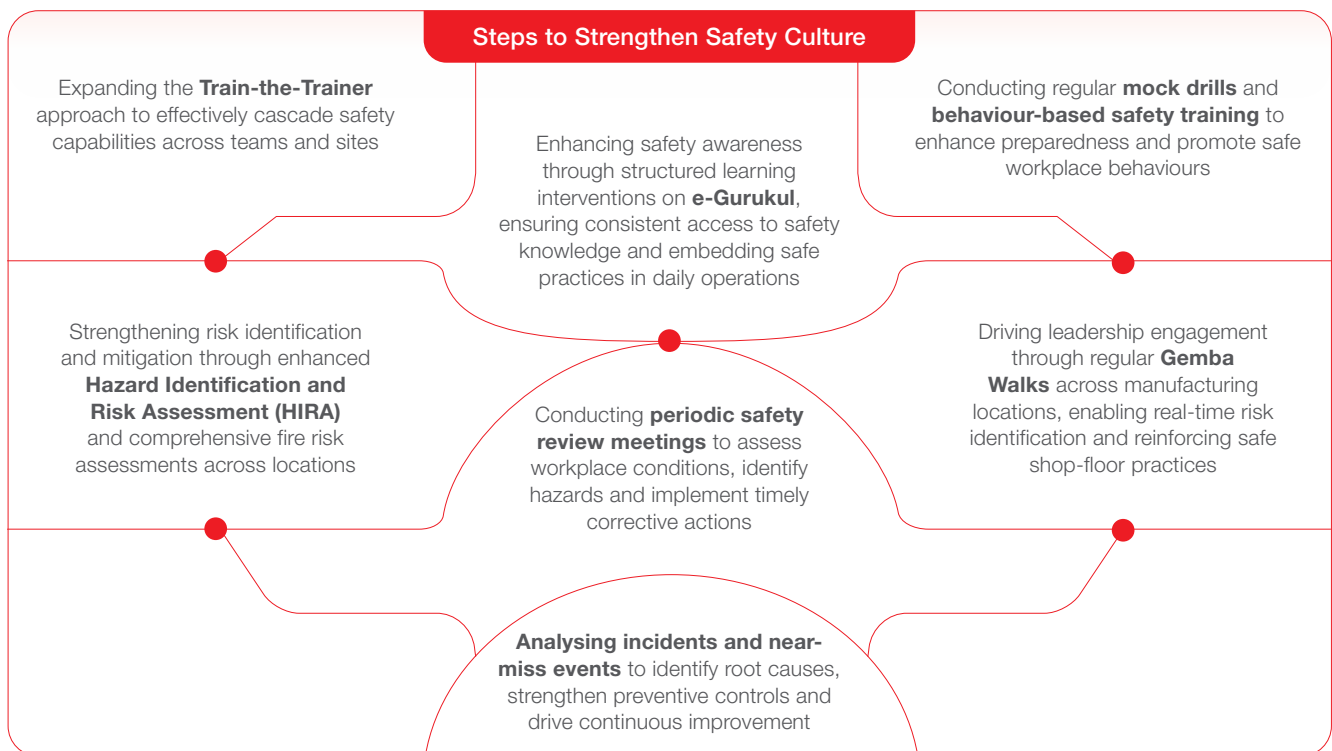 Steps to Strengthen Safety Culture
Expanding the Train-the-Trainer
approach to effectively cascade safety
capabilities across teams and sites
Enhancing safety awareness
through structured learning
interventions on e-Gurukul,
ensuring consistent access to safety
knowledge and embedding safe
practices in daily operations
Conducting regular mock drills and
behaviour-based safety training to
enhance preparedness and promote safe
workplace behaviours
Strengthening risk identification
and mitigation through enhanced
Hazard Identification and
Risk Assessment (HIRA)
and comprehensive fire risk
assessments across locations
Conducting periodic safety
review meetings to assess
workplace conditions, identify
hazards and implement timely
corrective actions
Driving leadership engagement
through regular Gemba
Walks across manufacturing
locations, enabling real-time risk
identification and reinforcing safe
shop-floor practices
Analysing incidents and near-
miss events to identify root causes,
strengthen preventive controls and
drive continuous improvement